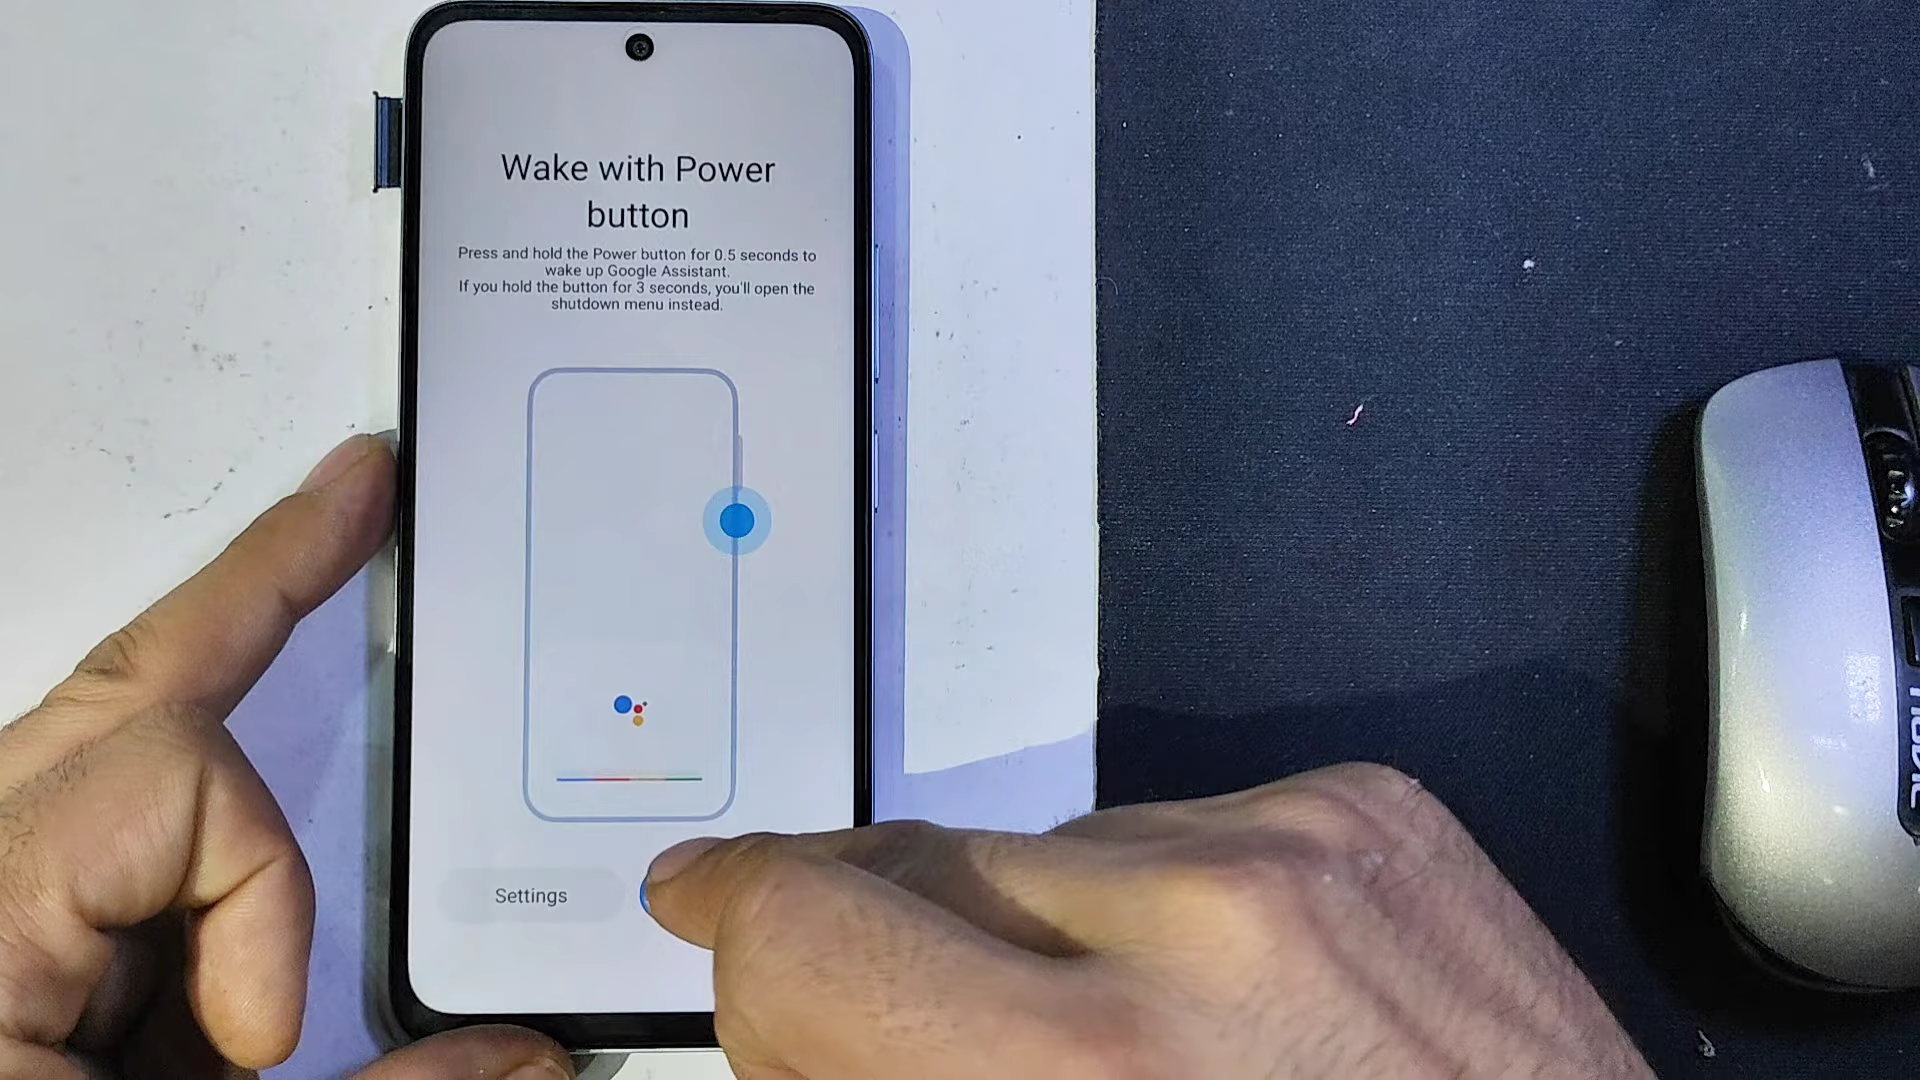 Wake with Power
button
Press and hold the Power button for 0.5 seconds to
wake up Google Assistant.
If you hold the button for 3 seconds, you'll open the
shutdown menu instead.
Settings